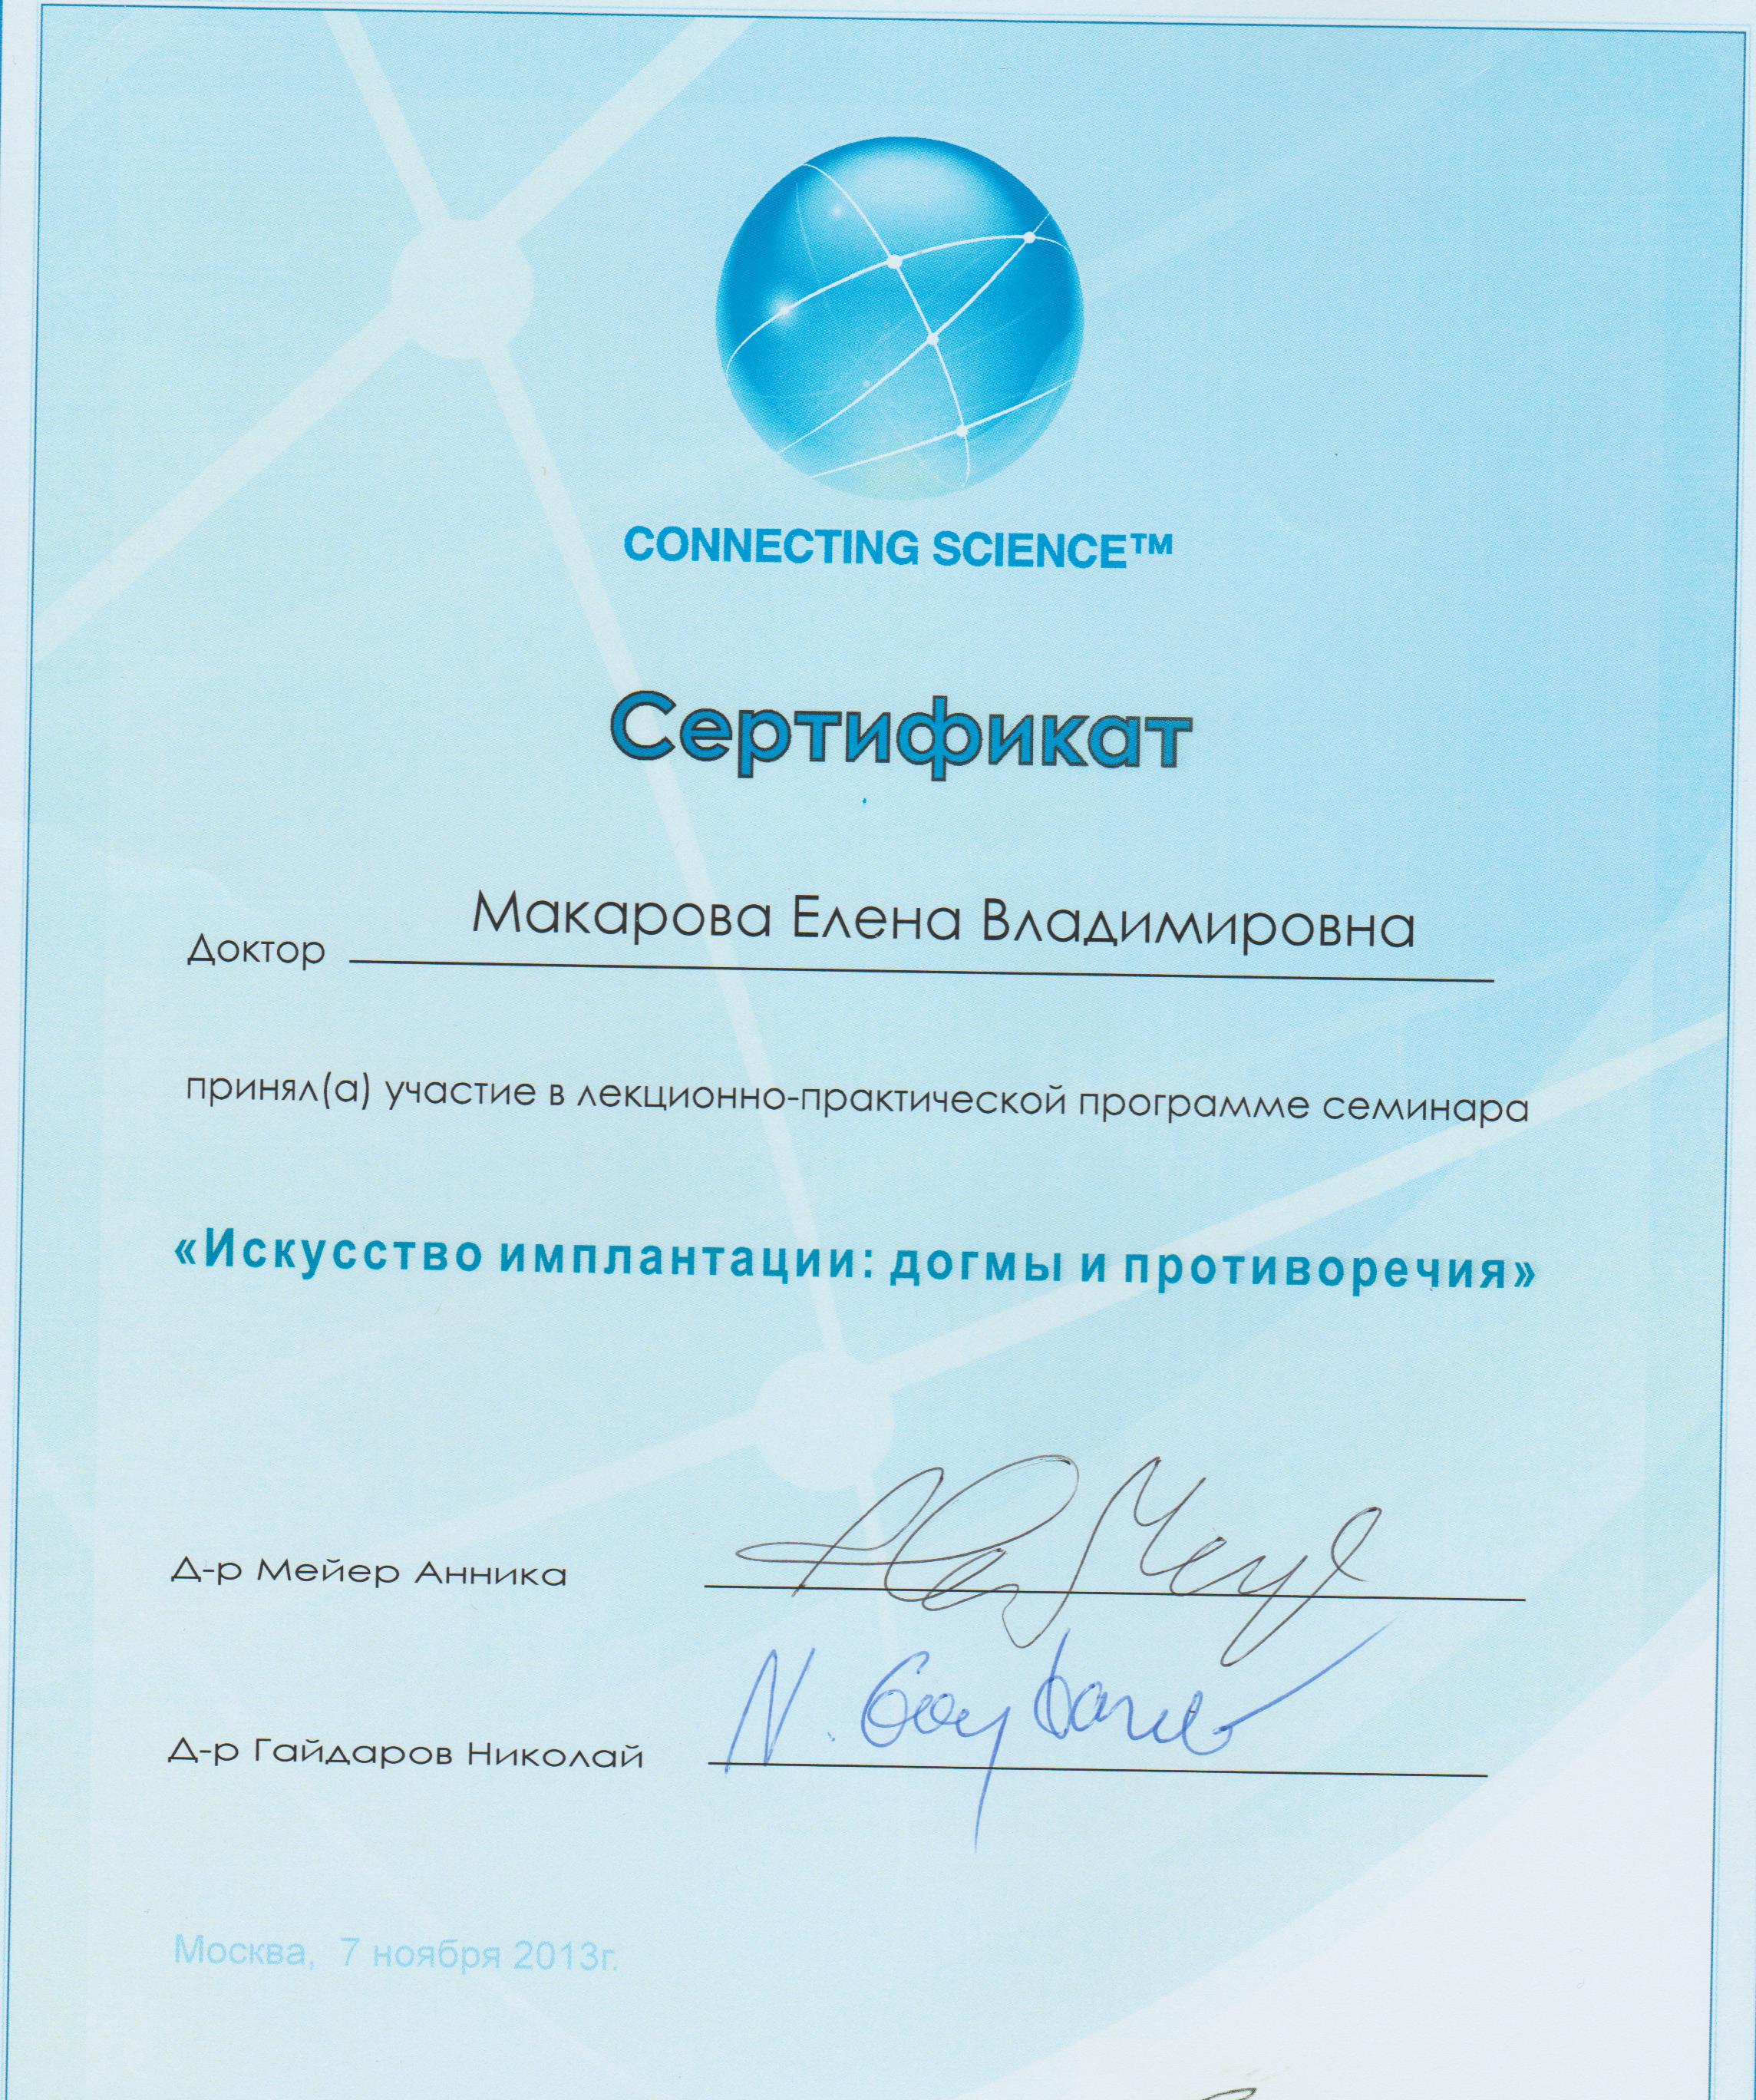 CONNECTING SCIENCE™
Сертификат
Доктор Макарова Елена Владимировна
принял(а) участие в лекционно-практической программе семинара
«Искусство имплантации: догмы и противоречия»
Д-р Мейер Анника
Д-р Гайдаров Николай
Москва, 7 ноября 2013г.